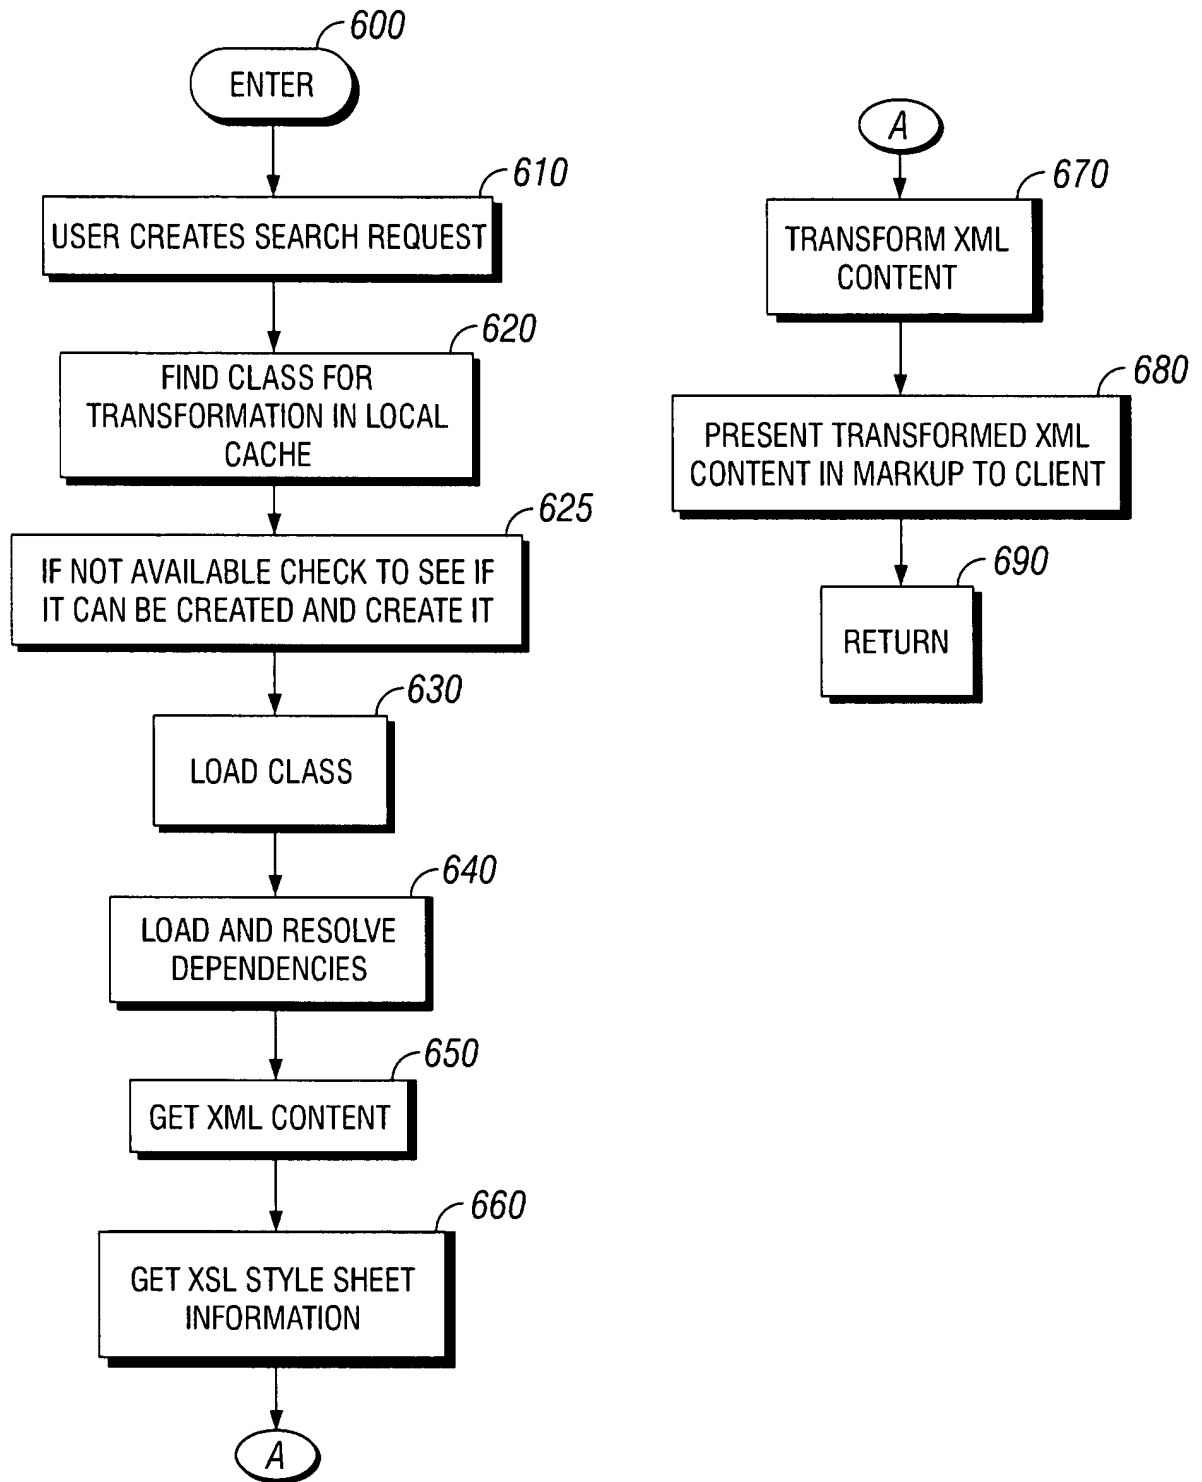 600
ENTER
610
USER CREATES SEARCH REQUEST
620
FIND CLASS FOR
TRANSFORMATION IN LOCAL
CACHE
625
IF NOT AVAILABLE CHECK TO SEE IF
IT CAN BE CREATED AND CREATE IT
630
LOAD CLASS
640
LOAD AND RESOLVE
DEPENDENCIES
650
GET XML CONTENT
660
GET XSL STYLE SHEET
INFORMATION
A
A
670
TRANSFORM XML
CONTENT
680
PRESENT TRANSFORMED XML
CONTENT IN MARKUP TO CLIENT
690
RETURN